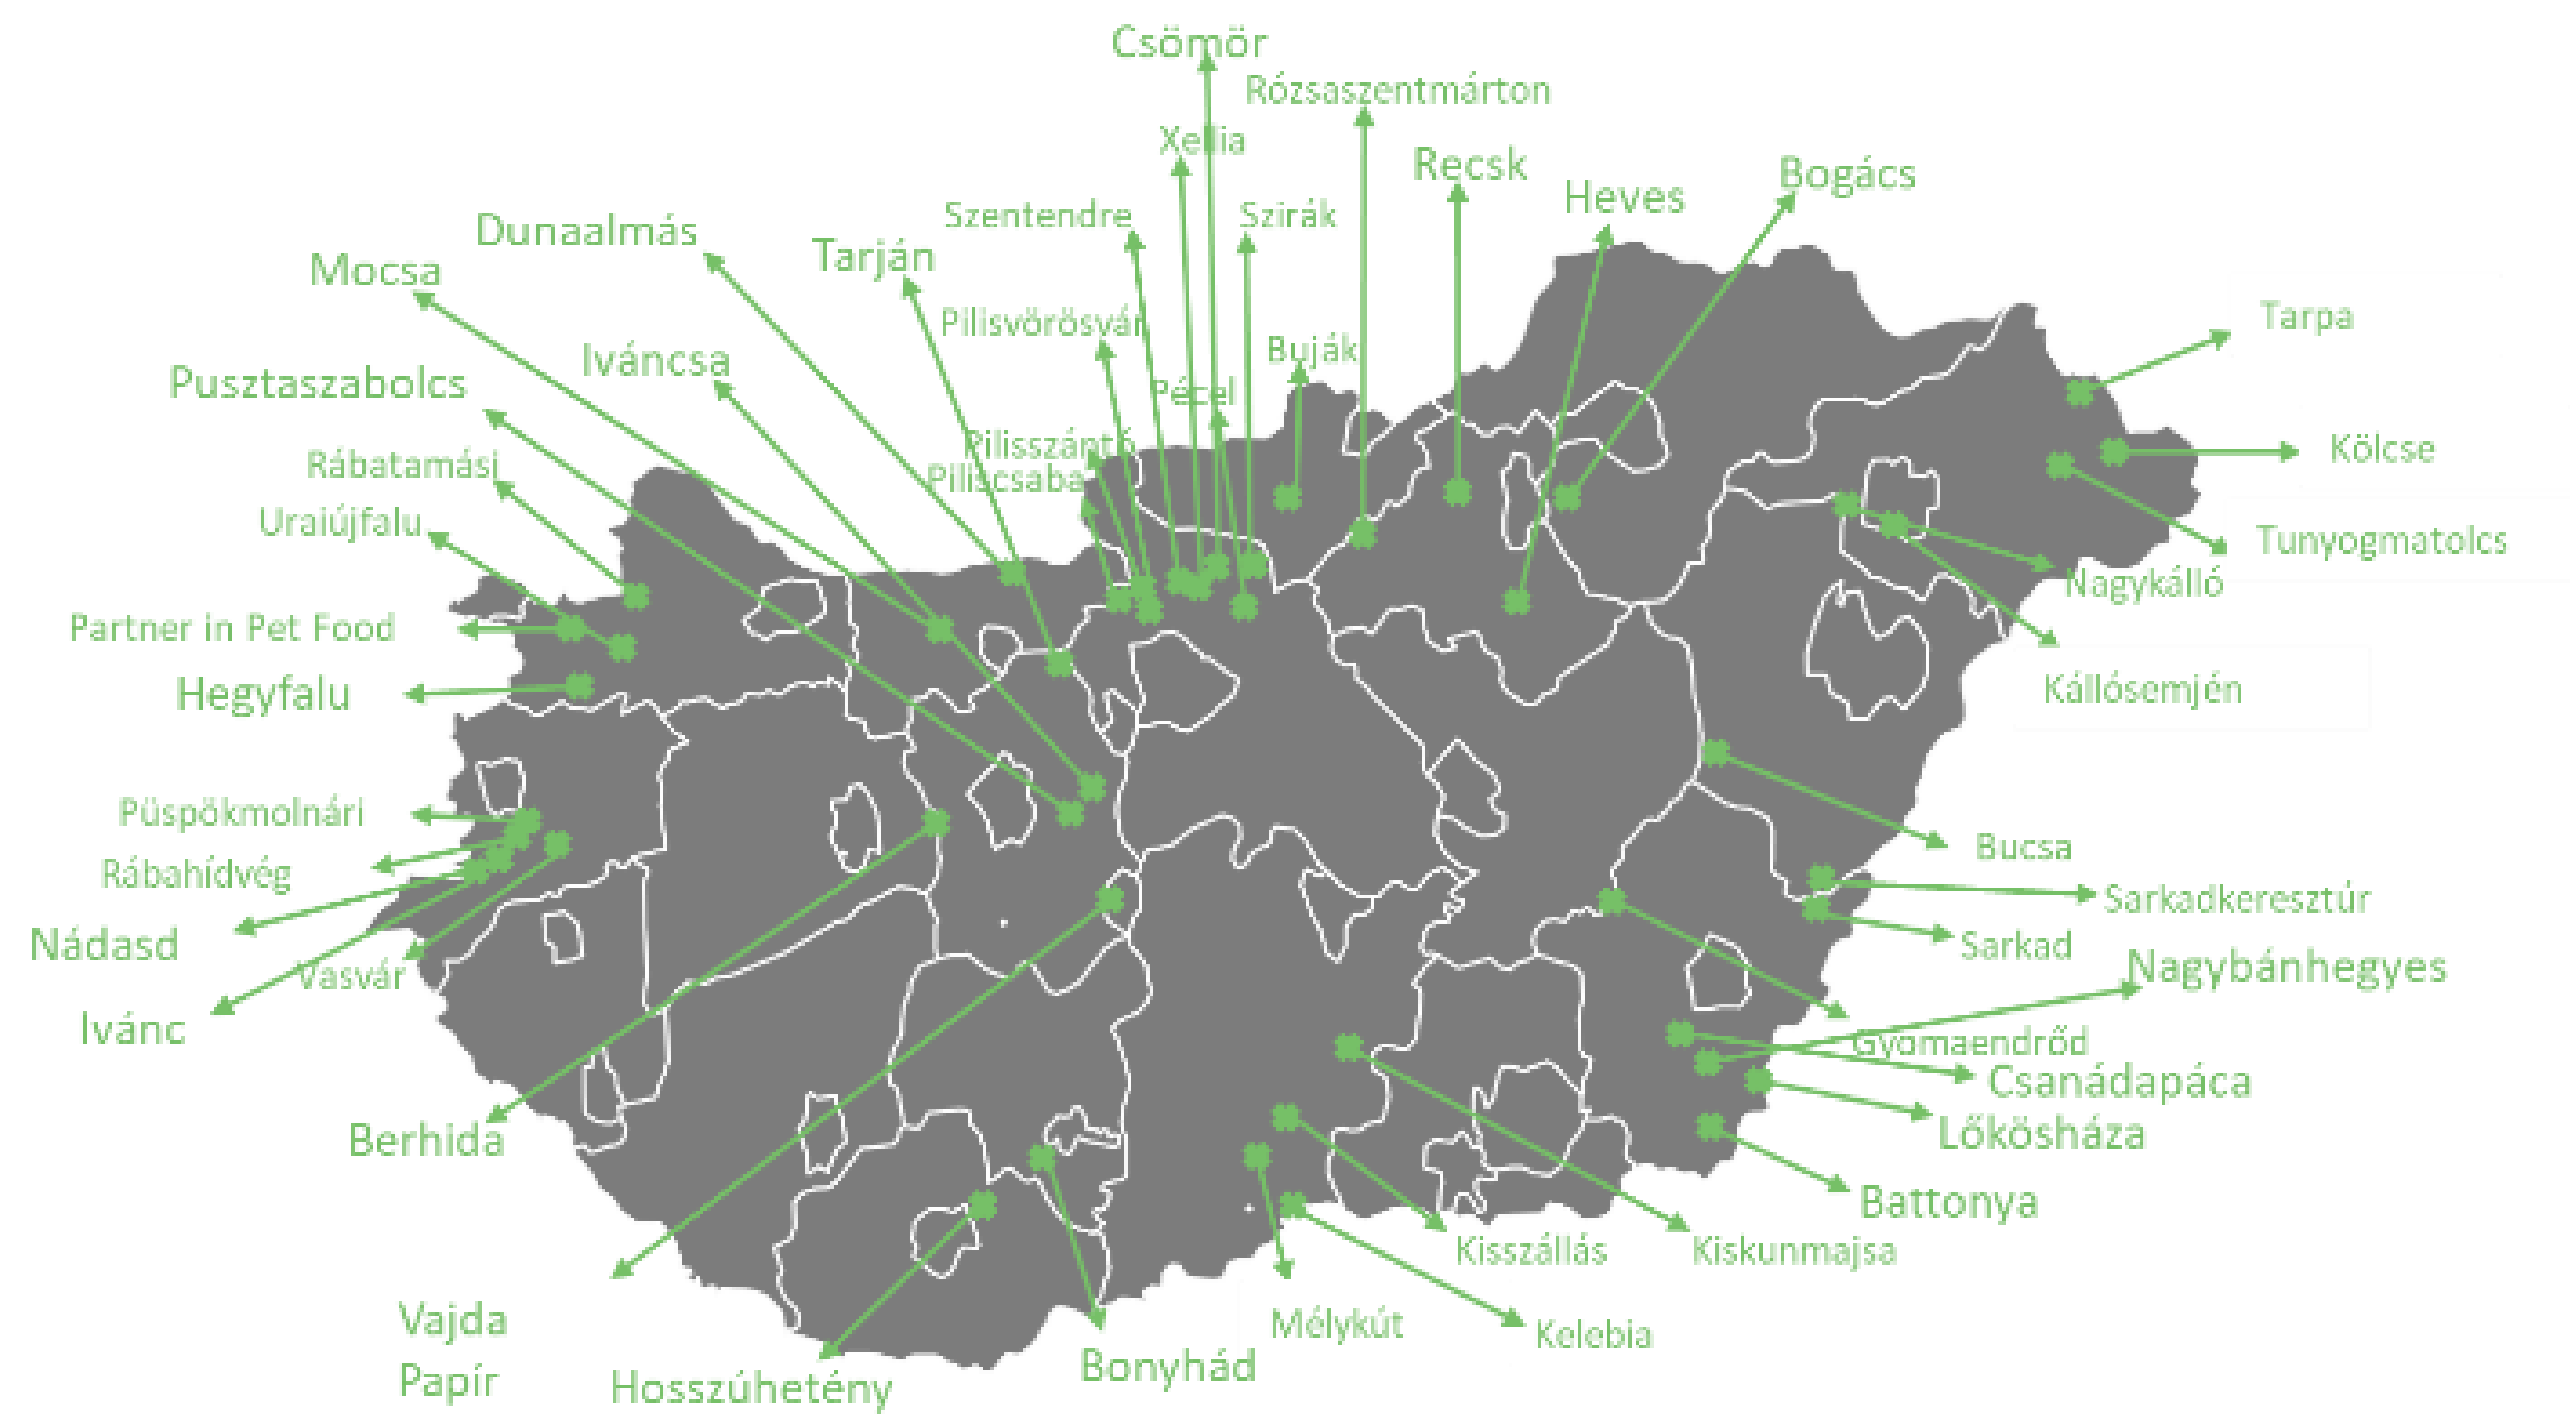 Csömör
Rózsaszentmárton
Xellia
Recsk
Bogács
Heves
Szentendre
Szirák
Dunaalmás
Tarján
Mocsa
Tarpa
Pilisvörösvár
Buják
Iváncsa
Pusztaszabolcs
Pécel
Pilisszántó
Kölcse
Rábatamási
Piliscsaba
Uraiújfalu
Tunyogmatolcs
Nagykálló
Partner in Pet Food
Hegyfalu
Kállósemjén
Püspökmolnári
Bucsa
Rábahídvég
Sarkadkeresztúr
Nádasd
Sarkad
Vasvár
Nagybánhegyes
Ivánc
Gyomaendrőd
Csanádapáca
Berhida
Lőkösháza
Battonya
Kisszállás
Kiskunmajsa
Vajda
Papír
Mélykút
Kelebia
Bonyhád
Hosszúhetény